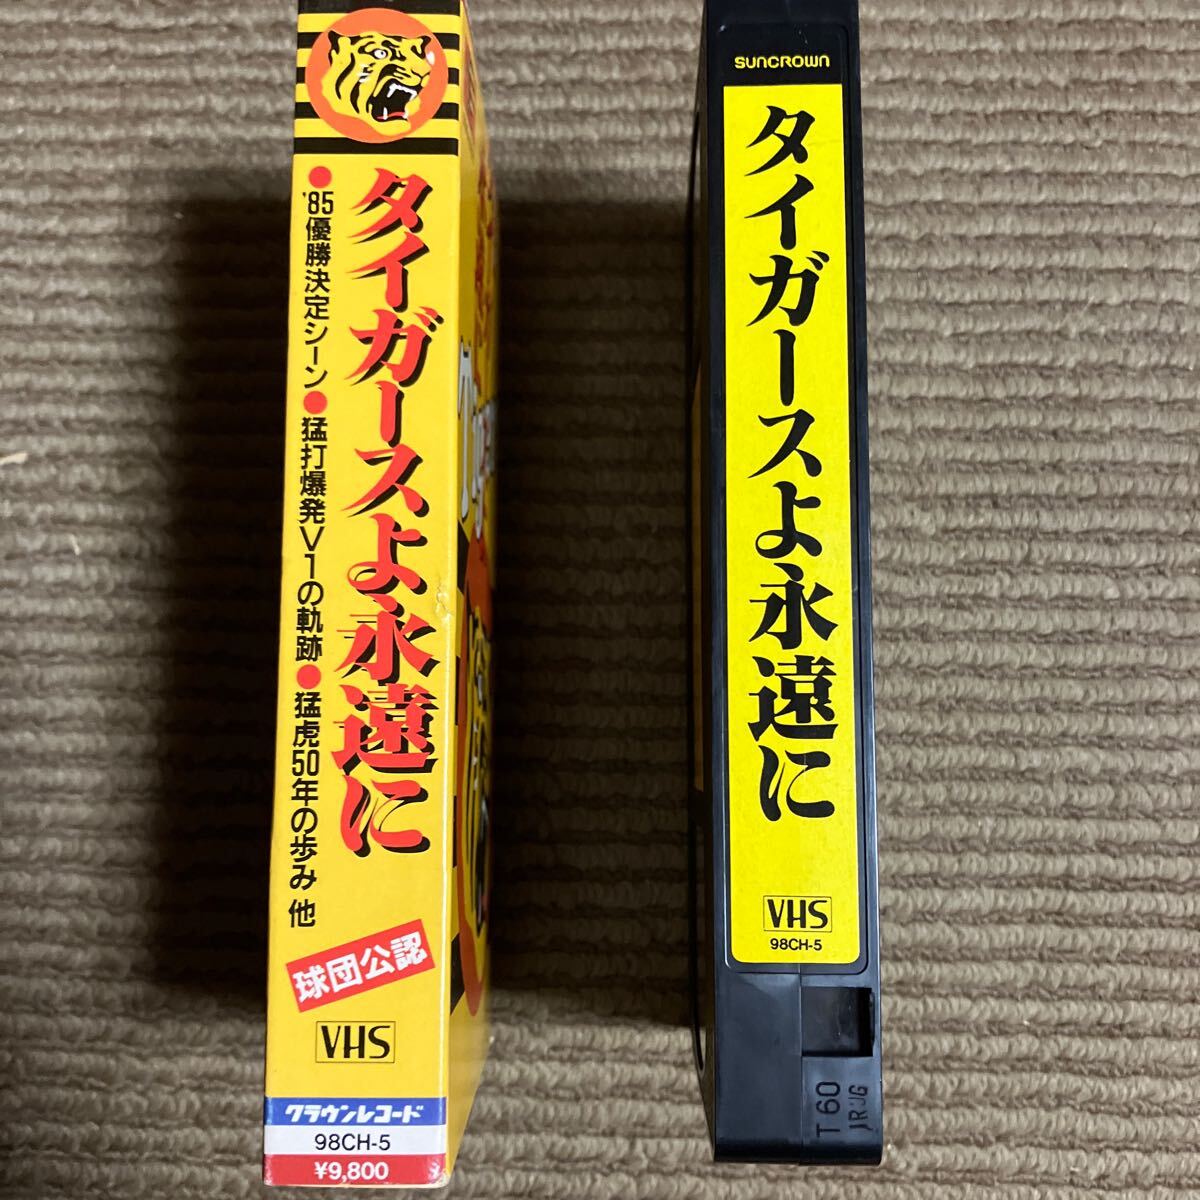 タイガースよ永遠に
●'85優勝決定シーン●猛打爆発V1の軌跡●猛虎50年の歩み 他
球団公認
VHS
クラウンレコード
98CH-5
¥9,800
SUNCROWN
タイガースよ永遠に
VHS
98CH-5
T 60